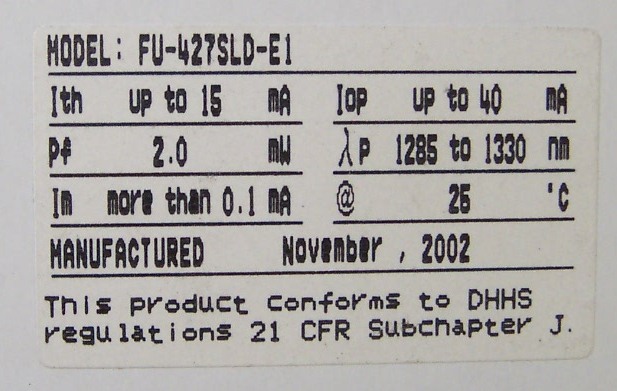 MODEL: FU-427SLD-E1
Ith up to 15 mA Iop up to 40 mA
Pf 2.0 mW λp 1285 to 1330 nm
Im more than 0.1 mA @ 25 °C
MANUFACTURED November , 2002
This product conforms to DHHS
regulations 21 CFR Subchapter J.